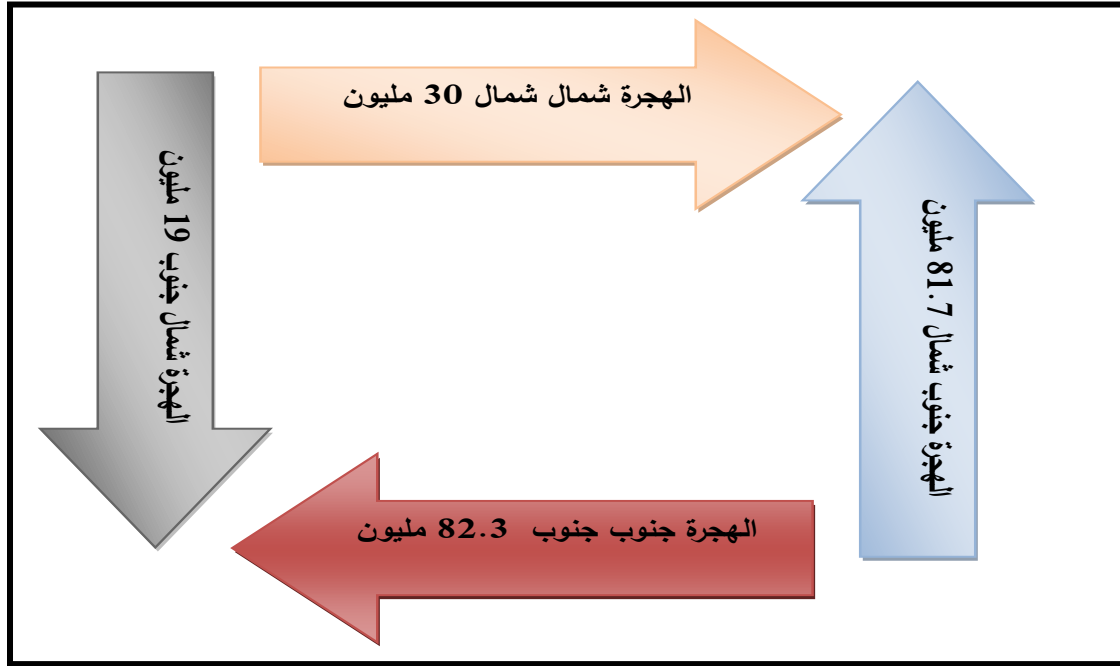 الهجرة شمال شمال 30 مليون
الهجرة جنوب شمال 81.7 مليون
الهجرة جنوب جنوب 82.3 مليون
الهجرة شمال جنوب 19 مليون